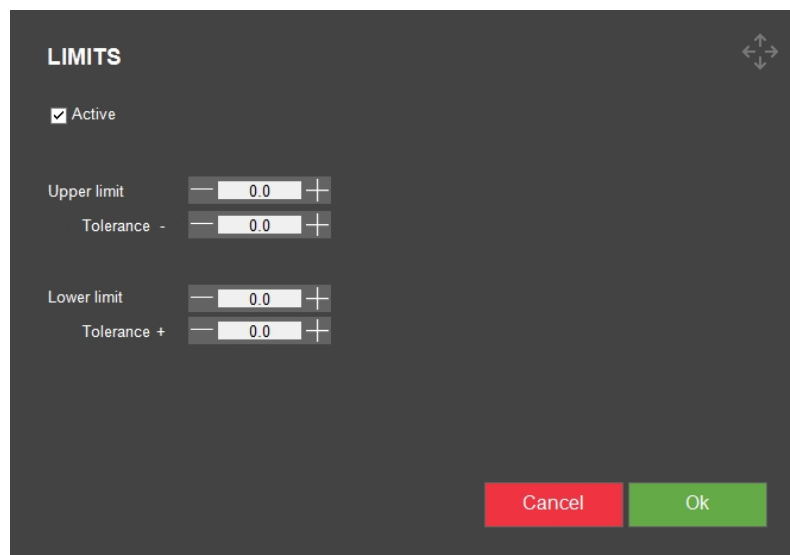 LIMITS
Active
Upper limit 0.0
Tolerance - 0.0
Lower limit 0.0
Tolerance + 0.0
Cancel Ok